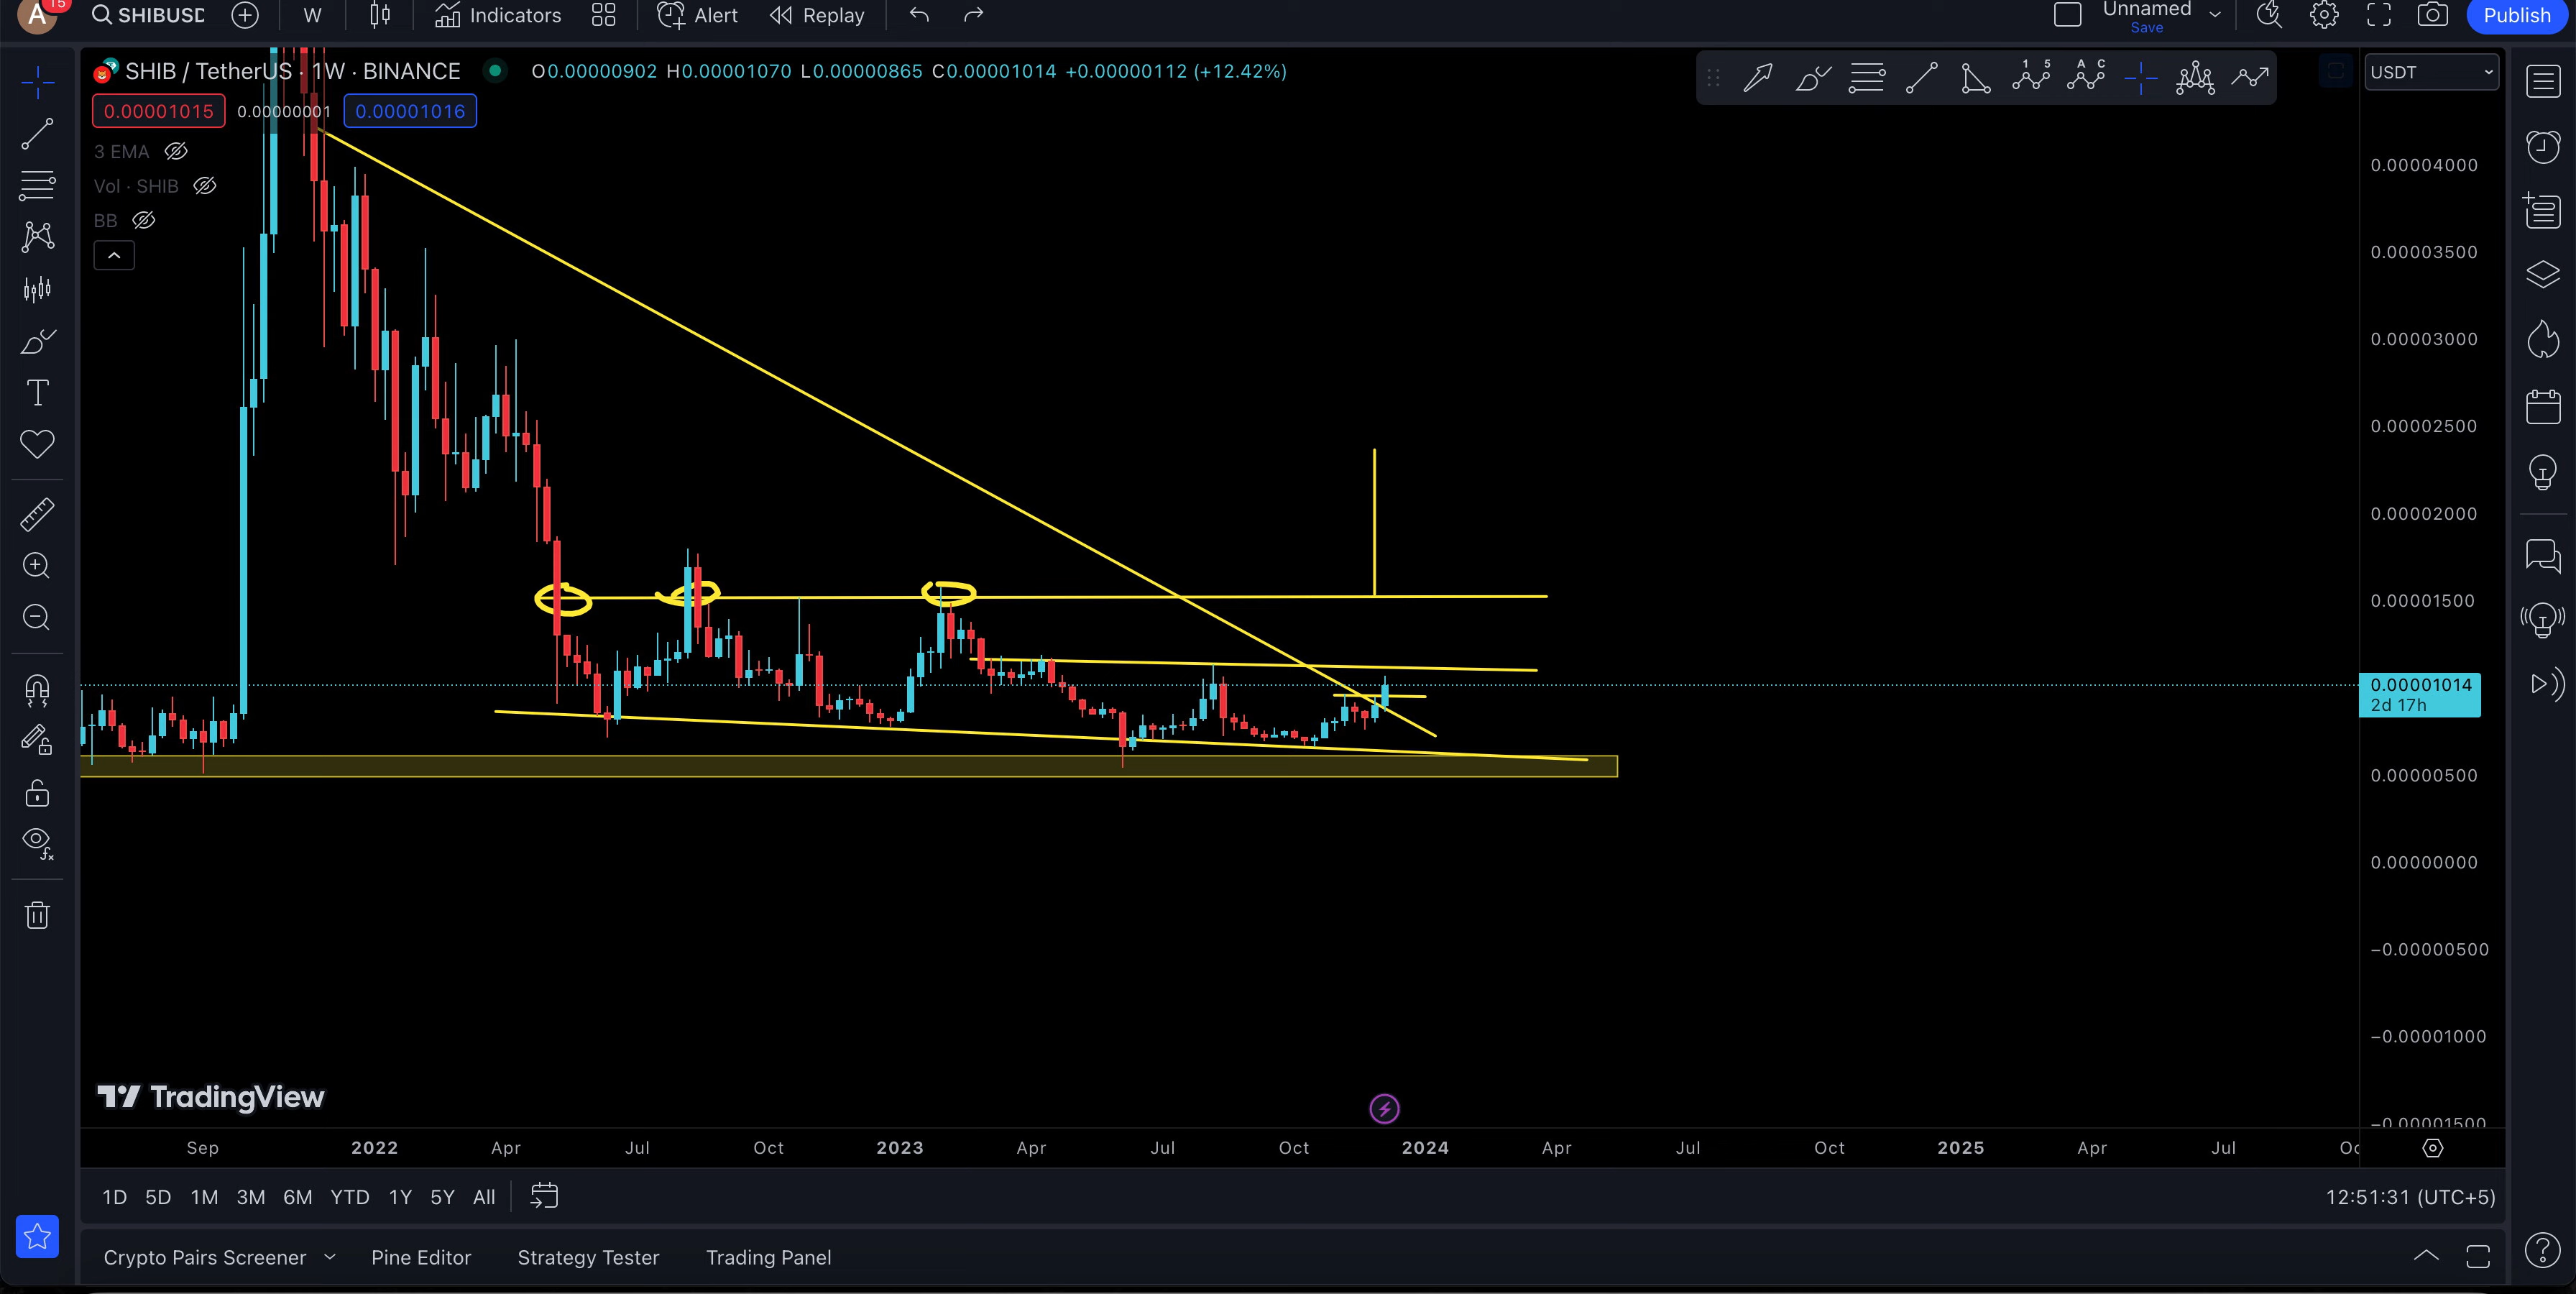 A 15 SHIBUSD W Indicators Alert Replay Unnamed Save Publish
SHIB / TetherUS · 1W · BINANCE O0.00000902 H0.00001070 L0.00000865 C0.00001014 +0.00000112 (+12.42%)
1 5 A C
USDT
0.00001015 0.00000001 0.00001016
3 EMA
Vol · SHIB
BB
0.00004000
0.00003500
0.00003000
0.00002500
0.00002000
0.00001500
0.00001014
2d 17h
0.00000500
0.00000000
−0.00000500
−0.00001000
−0.00001500
TradingView
Sep 2022 Apr Jul Oct 2023 Apr Jul Oct 2024 Apr Jul Oct 2025 Apr Jul Oc
1D 5D 1M 3M 6M YTD 1Y 5Y All 12:51:31 (UTC+5)
Crypto Pairs Screener Pine Editor Strategy Tester Trading Panel